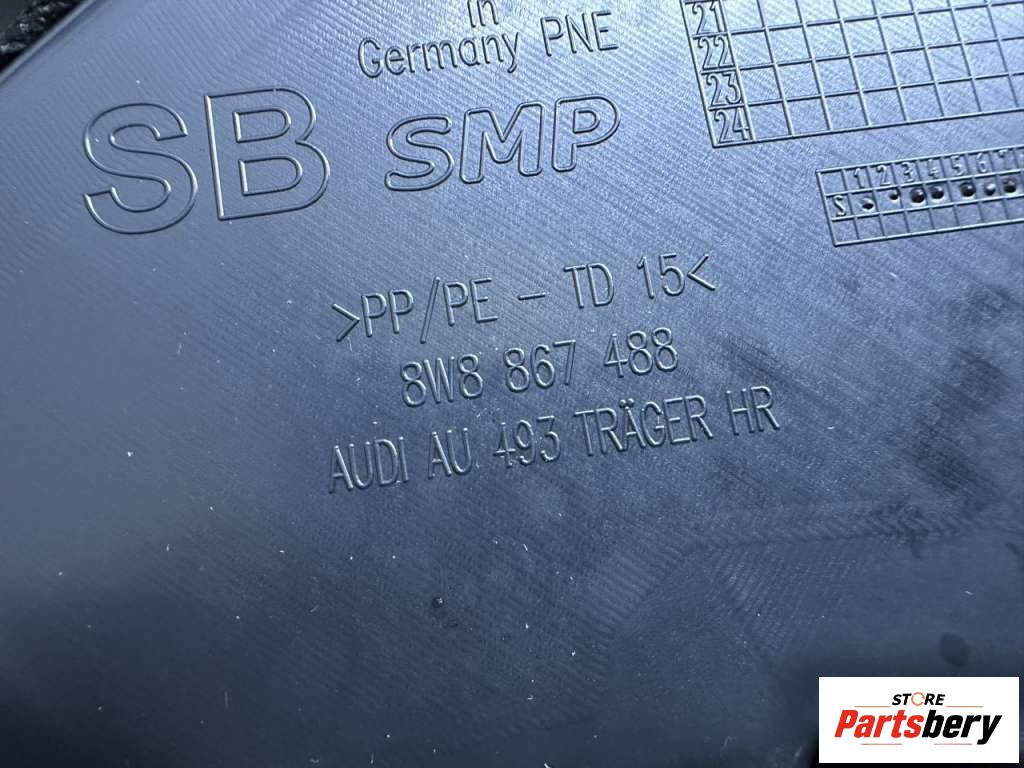 in
Germany PNE
SB SMP
21
22
23
24
1 2 3 4 5 6 7
S
>PP/PE - TD 15<
8W8 867 488
AUDI AU 493 TRÄGER HR
STORE
Partsbery